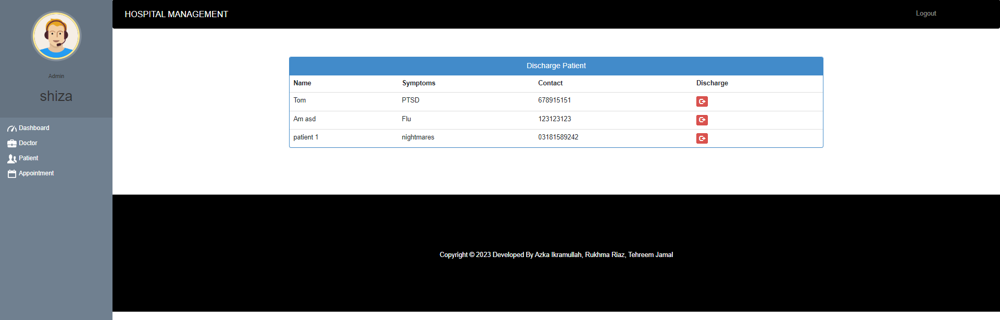 HOSPITAL MANAGEMENT
Logout
Admin
shiza
Dashboard
Doctor
Patient
Appointment
Discharge Patient
Name Symptoms Contact Discharge
Tom PTSD 678915151
Am asd Flu 123123123
patient 1 nightmares 03181589242
Copyright © 2023 Developed By Azka Ikramullah, Rukhma Riaz, Tehreem Jamal